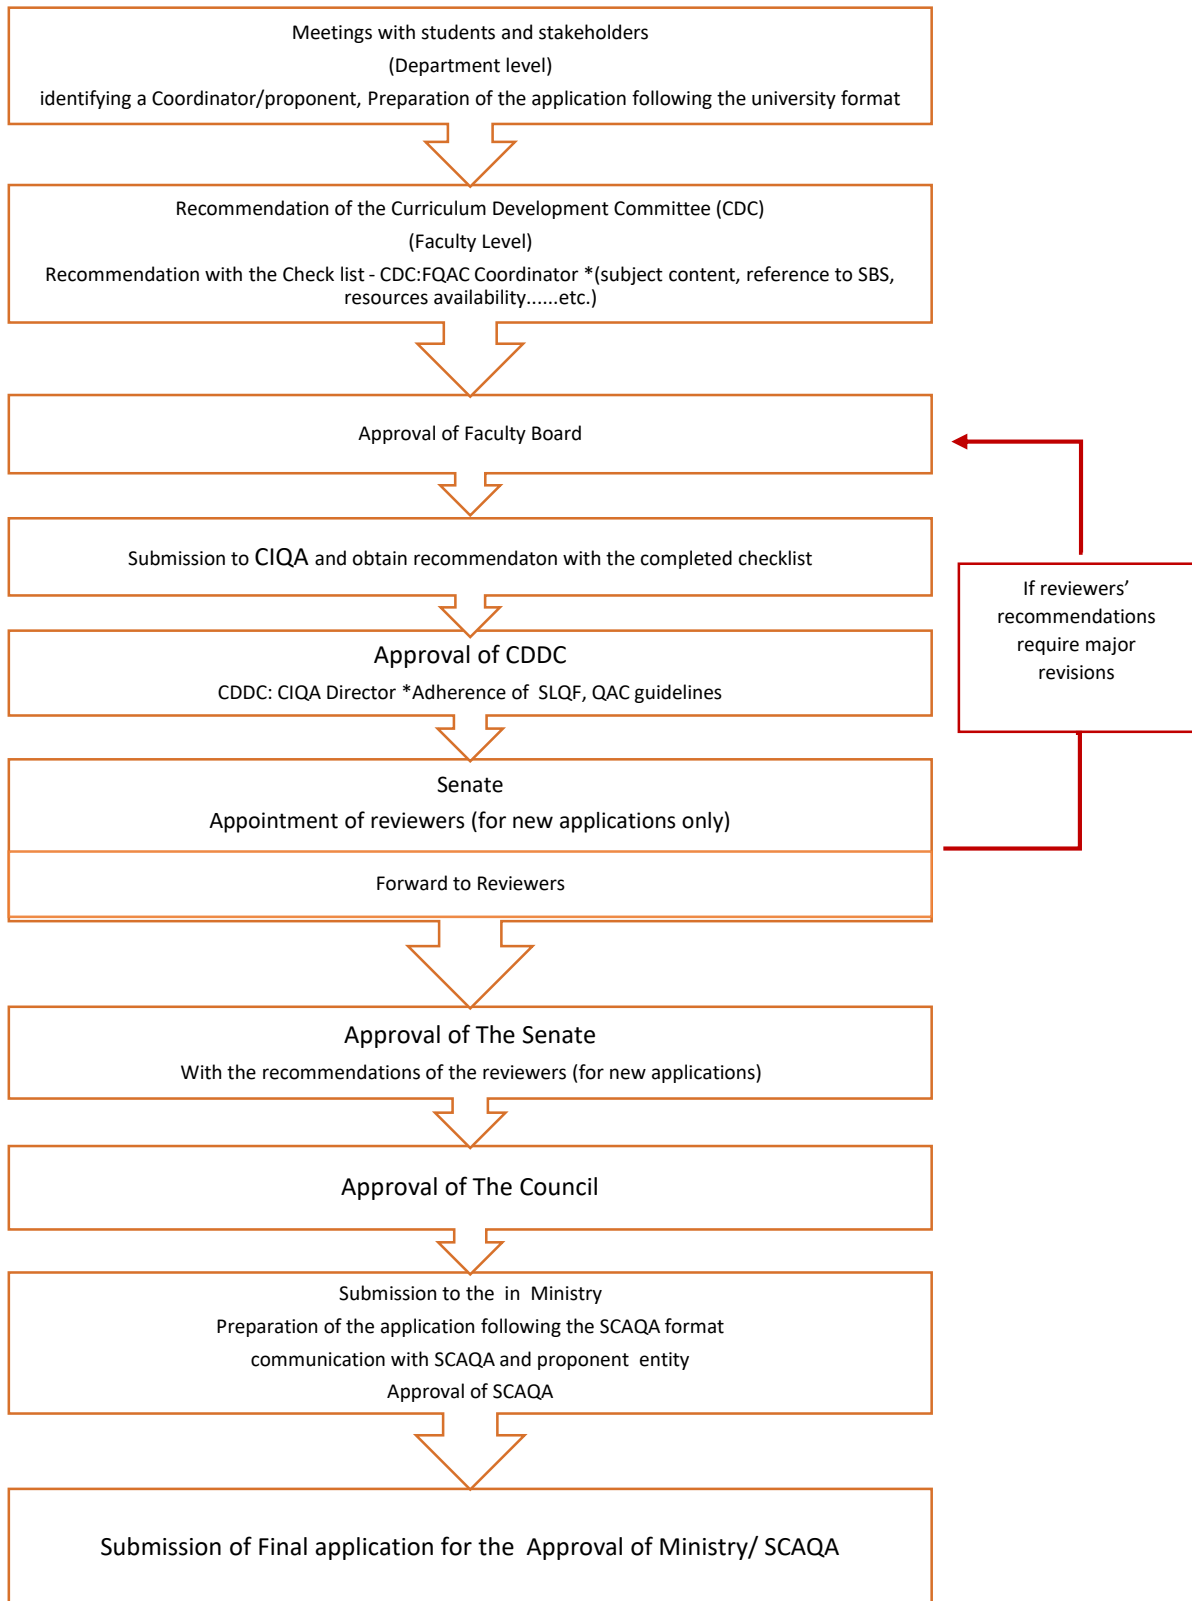 Meetings with students and stakeholders
(Department level)
identifying a Coordinator/proponent, Preparation of the application following the university format
Recommendation of the Curriculum Development Committee (CDC)
(Faculty Level)
Recommendation with the Check list - CDC:FQAC Coordinator *(subject content, reference to SBS,
resources availability......etc.)
Approval of Faculty Board
Submission to CIQA and obtain recommendaton with the completed checklist
Approval of CDDC
CDDC: CIQA Director *Adherence of SLQF, QAC guidelines
If reviewers’
recommendations
require major
revisions
Senate
Appointment of reviewers (for new applications only)
Forward to Reviewers
Approval of The Senate
With the recommendations of the reviewers (for new applications)
Approval of The Council
Submission to the in Ministry
Preparation of the application following the SCAQA format
communication with SCAQA and proponent entity
Approval of SCAQA
Submission of Final application for the Approval of Ministry/ SCAQA